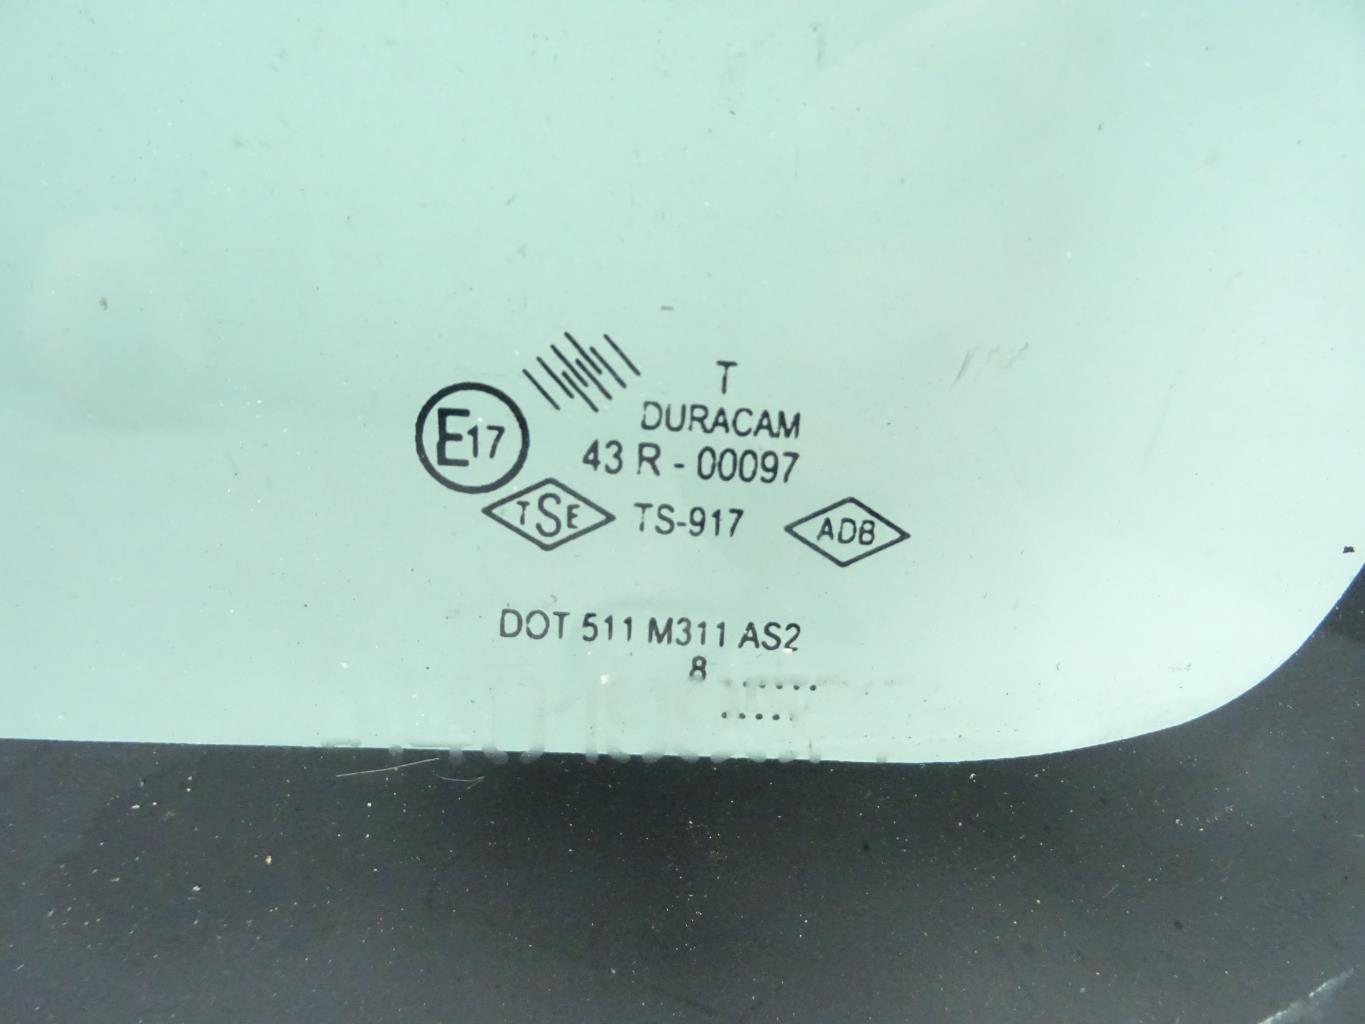 T
DURACAM
E17
43 R - 00097
TSE TS-917 ADB
DOT 511 M311 AS2
8 .....
.....